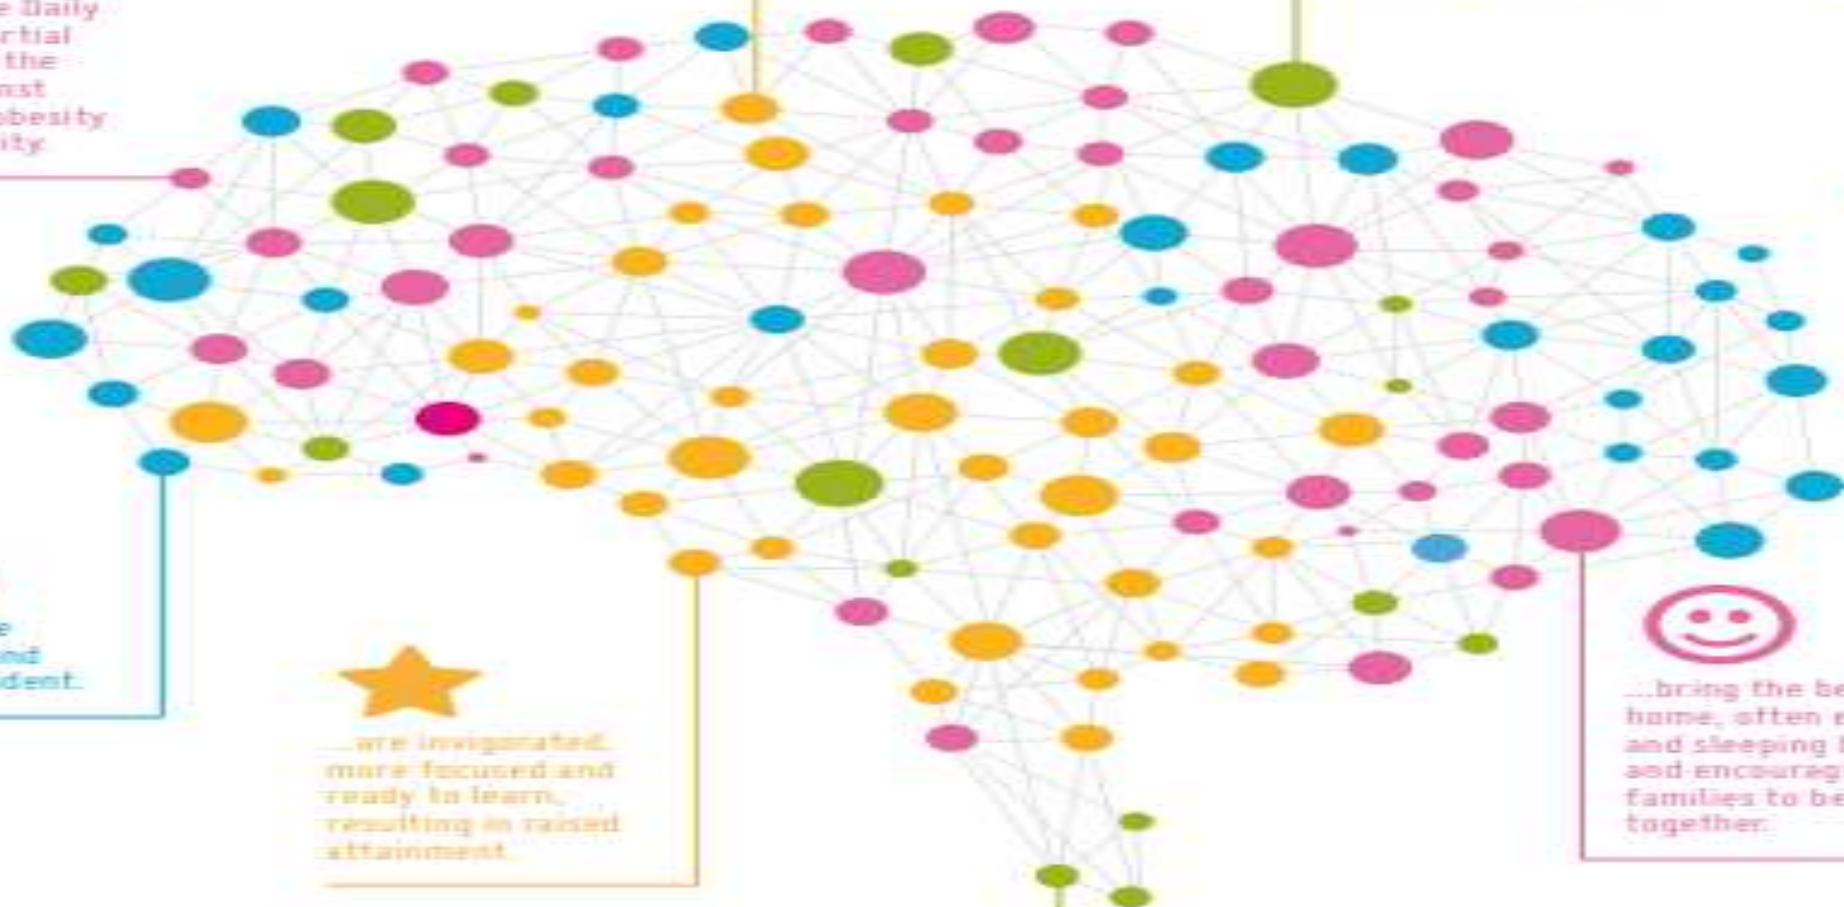 e Daily
rtial
the
nst
obesity
ity.
e
nd
dent.
...are invigorated,
more focused and
ready to learn,
resulting in raised
attainment.
...bring the be
home, often e
and sleeping b
and encourag
families to be
together.